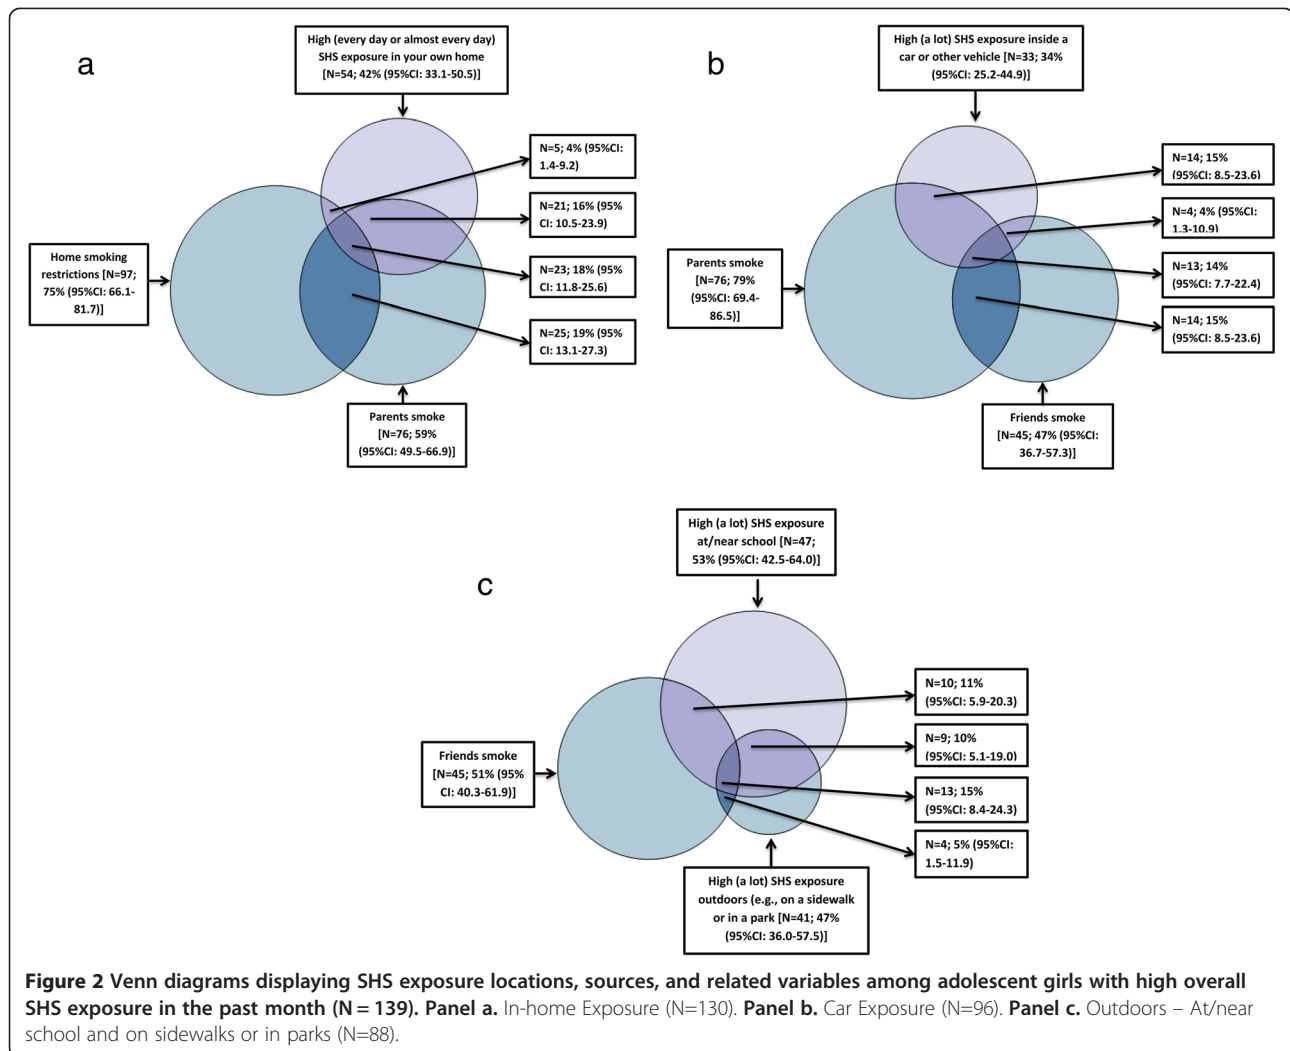 a
High (every day or almost every day)
SHS exposure in your own home
[N=54; 42% (95%CI: 33.1-50.5)]
N=5; 4% (95%CI:
1.4-9.2)
N=21; 16% (95%
CI: 10.5-23.9)
N=23; 18% (95%
CI: 11.8-25.6)
N=25; 19% (95%
CI: 13.1-27.3)
Home smoking
restrictions [N=97;
75% (95%CI: 66.1-
81.7)]
Parents smoke
[N=76; 59%
(95%CI: 49.5-66.9)]
b
High (a lot) SHS exposure inside a
car or other vehicle [N=33; 34%
(95%CI: 25.2-44.9)]
N=14; 15%
(95%CI: 8.5-23.6)
N=4; 4% (95%CI:
1.3-10.9)
N=13; 14%
(95%CI: 7.7-22.4)
N=14; 15%
(95%CI: 8.5-23.6)
Parents smoke
[N=76; 79%
(95%CI: 69.4-
86.5)]
Friends smoke
[N=45; 47% (95%CI:
36.7-57.3)]
c
High (a lot) SHS exposure
at/near school [N=47;
53% (95%CI: 42.5-64.0)]
N=10; 11%
(95%CI: 5.9-20.3)
N=9; 10%
(95%CI: 5.1-19.0)
N=13; 15%
(95%CI: 8.4-24.3)
N=4; 5% (95%CI:
1.5-11.9)
Friends smoke
[N=45; 51% (95%
CI: 40.3-61.9)]
High (a lot) SHS exposure
outdoors (e.g., on a sidewalk
or in a park [N=41; 47%
(95%CI: 36.0-57.5)]
Figure 2 Venn diagrams displaying SHS exposure locations, sources, and related variables among adolescent girls with high overall
SHS exposure in the past month (N = 139). Panel a. In-home Exposure (N=130). Panel b. Car Exposure (N=96). Panel c. Outdoors – At/near
school and on sidewalks or in parks (N=88).